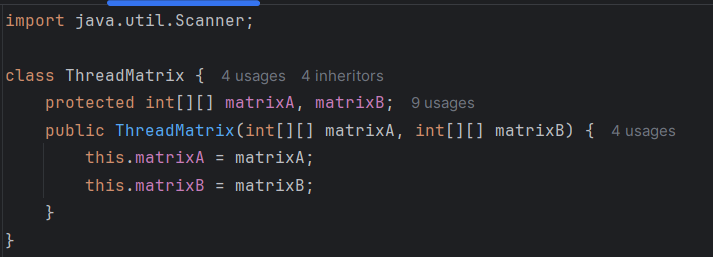 import java.util.Scanner;
class ThreadMatrix { 4 usages 4 inheritors
    protected int[][] matrixA, matrixB; 9 usages
    public ThreadMatrix(int[][] matrixA, int[][] matrixB) { 4 usages
        this.matrixA = matrixA;
        this.matrixB = matrixB;
    }
}